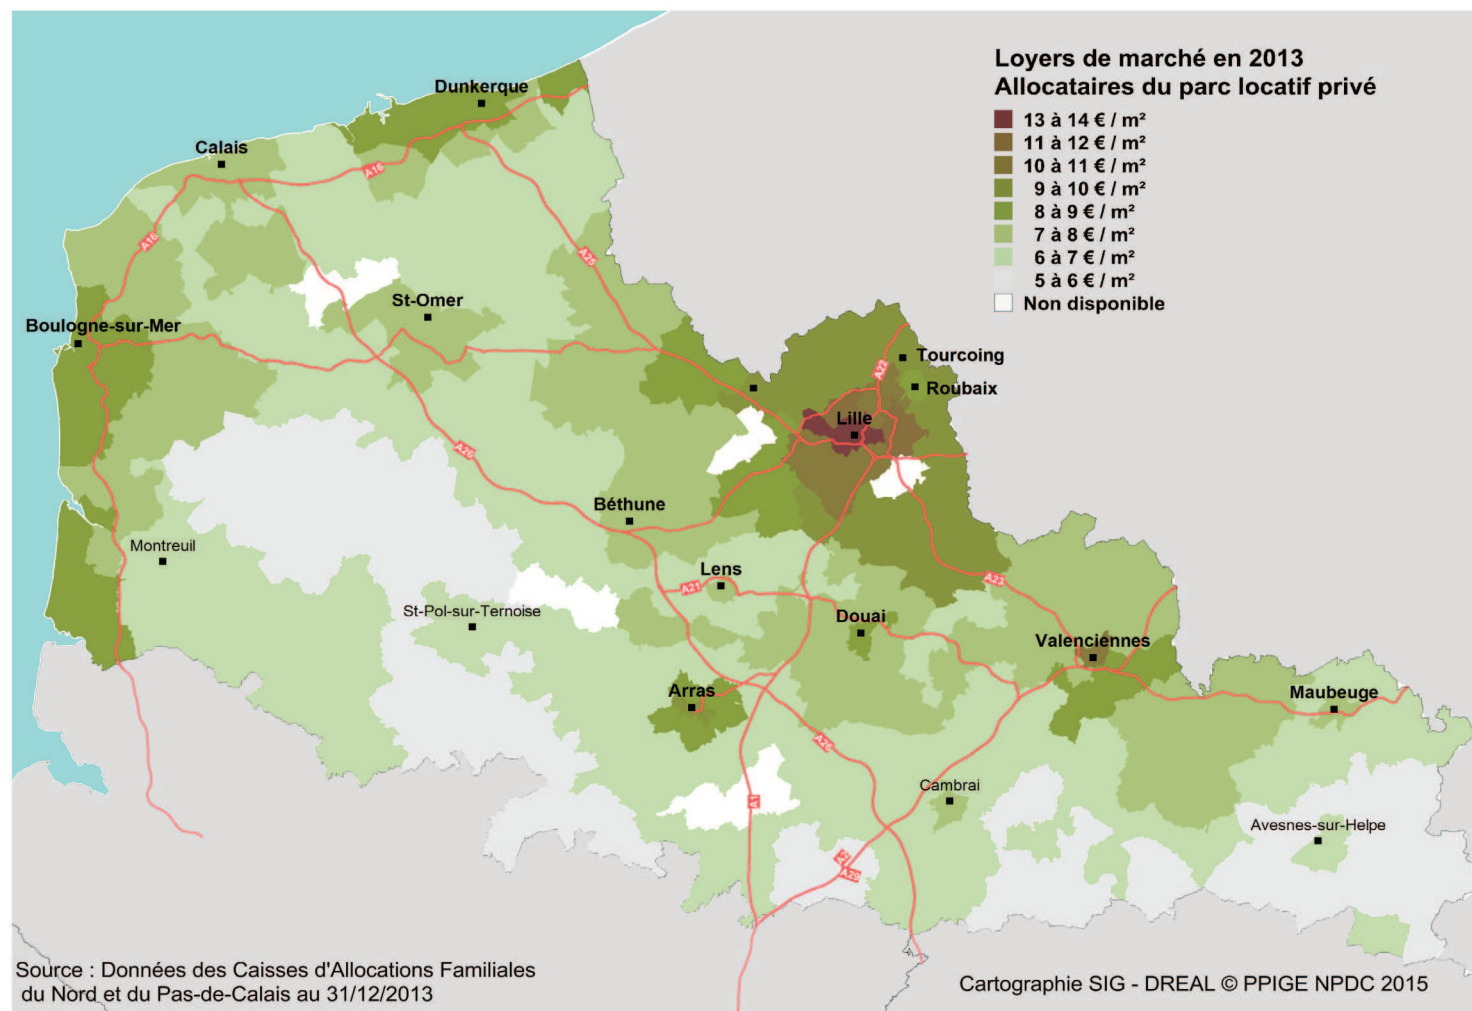 Loyers de marché en 2013
Allocataires du parc locatif privé
13 à 14 € / m²
11 à 12 € / m²
10 à 11 € / m²
9 à 10 € / m²
8 à 9 € / m²
7 à 8 € / m²
6 à 7 € / m²
5 à 6 € / m²
Non disponible
Dunkerque
Calais
A16
A16
A25
St-Omer
Boulogne-sur-Mer
Tourcoing
A22
Roubaix
Lille
A26
Béthune
Montreuil
Lens
A21
A23
St-Pol-sur-Ternoise
Douai
Valenciennes
Arras
Maubeuge
A26
Cambrai
A1
Avesnes-sur-Helpe
A29
Source : Données des Caisses d'Allocations Familiales
du Nord et du Pas-de-Calais au 31/12/2013
Cartographie SIG - DREAL © PPIGE NPDC 2015